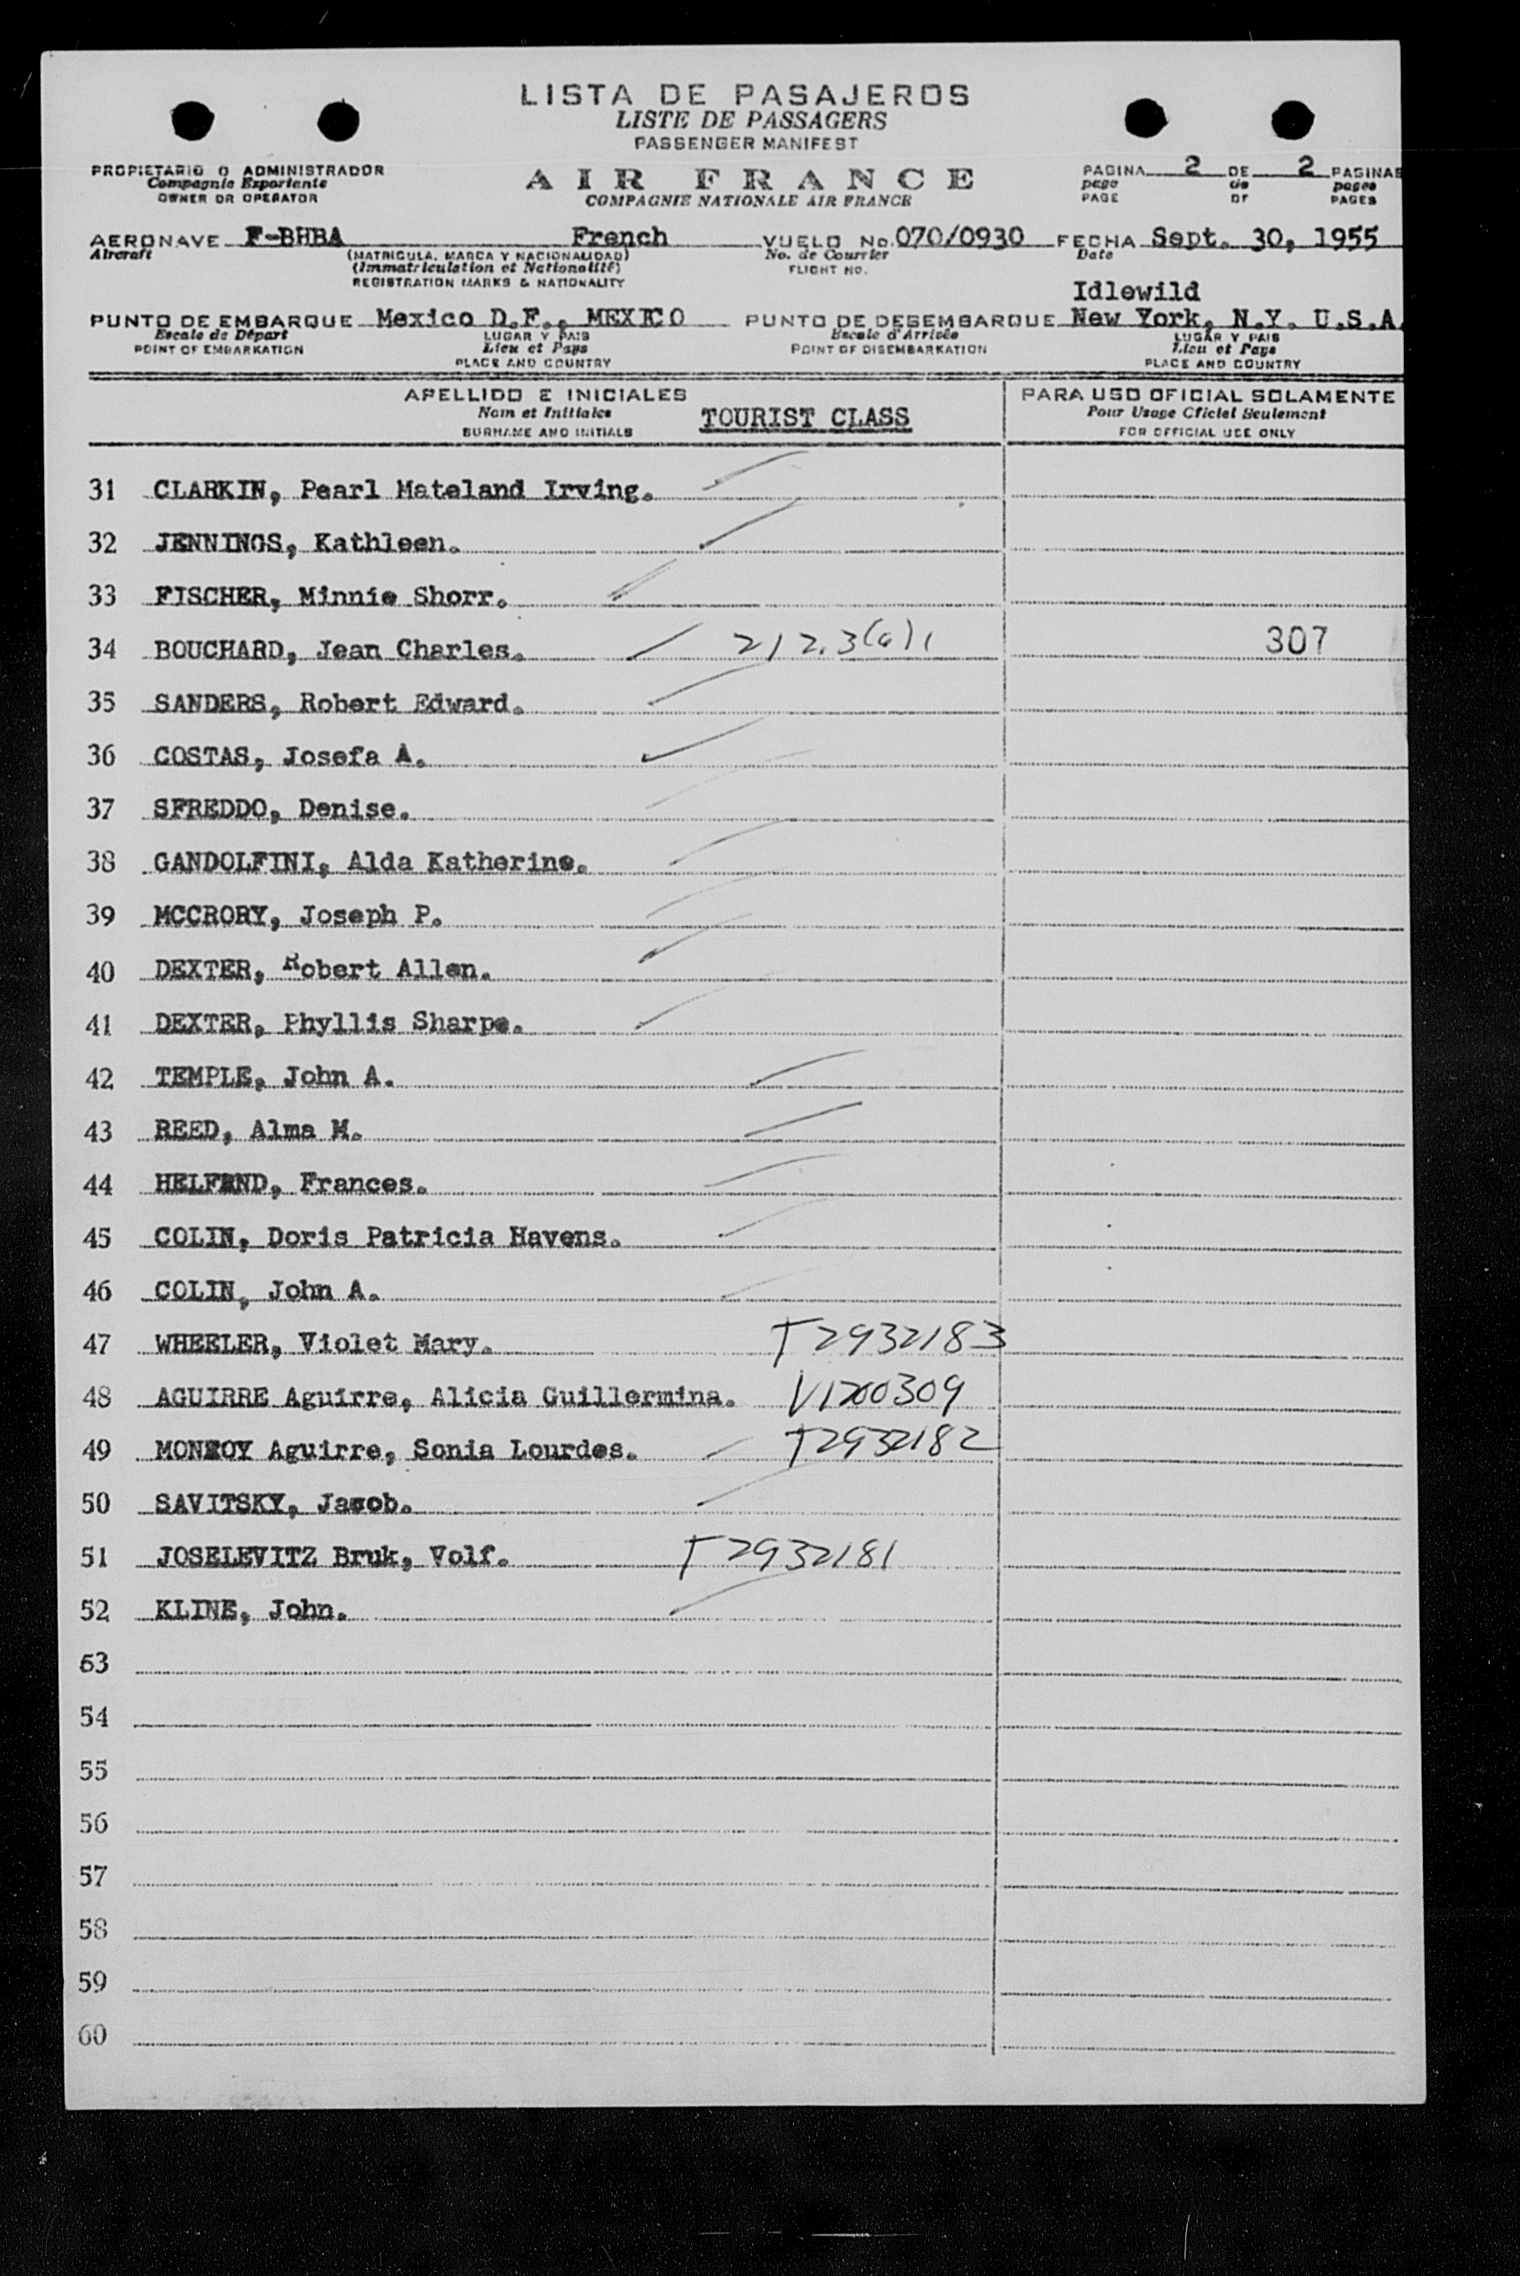 LISTA DE PASAJEROS
LISTE DE PASSAGERS
PASSENGER MANIFEST
PROPIETARIO O ADMINISTRADOR
Compagnie Exportente
OWNER OR OPERATOR
AIR FRANCE
COMPAGNIE NATIONALE AIR FRANCE
PAGINA 2 DE 2 PAGINAS
page de pages
PAGE OF PAGES
AERONAVE F-BHBA French VUELO No. 070/0930 FECHA Sept. 30, 1955
Aircraft (MATRICULA, MARCA Y NACIONALIDAD) No. de Courrier Date
(Immatriculation et Nationalité) FLIGHT NO.
REGISTRATION MARKS & NATIONALITY
Idlewild
PUNTO DE EMBARQUE Mexico D.F., MEXICO PUNTO DE DESEMBARQUE New York, N.Y. U.S.A.
Escale de Départ LUGAR Y PAIS Escale d'Arrivée LUGAR Y PAIS
POINT OF EMBARKATION Lieu et Pays POINT OF DISEMBARKATION Lieu et Pays
PLACE AND COUNTRY PLACE AND COUNTRY
APELLIDO E INICIALES PARA USO OFICIAL SOLAMENTE
Nom et Initiales TOURIST CLASS Pour Usage Oficiel Seulement
SURNAME AND INITIALS FOR OFFICIAL USE ONLY
31 CLARKIN, Pearl Mateland Irving.
32 JENNINGS, Kathleen.
33 FISCHER, Minnie Shorr.
34 BOUCHARD, Jean Charles. 212.3(a)1 307
35 SANDERS, Robert Edward.
36 COSTAS, Josefa A.
37 SFREDDO, Denise.
38 GANDOLFINI, Alda Katherine.
39 MCCRORY, Joseph P.
40 DEXTER, Robert Allen.
41 DEXTER, Phyllis Sharpe.
42 TEMPLE, John A.
43 REED, Alma M.
44 HELFAND, Frances.
45 COLIN, Doris Patricia Havens.
46 COLIN, John A.
47 WHEELER, Violet Mary. T2932183
48 AGUIRRE Aguirre, Alicia Guillermina. V1200309
49 MONROY Aguirre, Sonia Lourdes. T2932182
50 SAVITSKY, Jacob.
51 JOSELEVITZ Bruk, Volf. T2932181
52 KLINE, John.
53
54
55
56
57
58
59
60